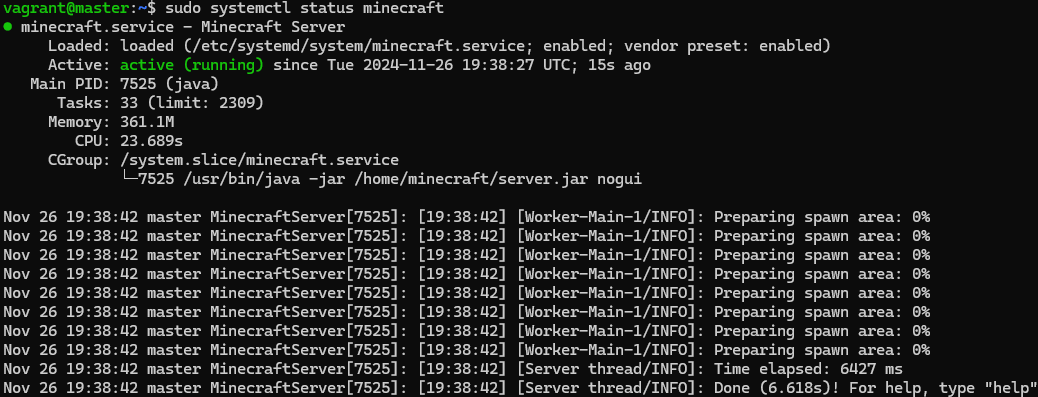 vagrant@master:~$ sudo systemctl status minecraft
● minecraft.service - Minecraft Server
Loaded: loaded (/etc/systemd/system/minecraft.service; enabled; vendor preset: enabled)
Active: active (running) since Tue 2024-11-26 19:38:27 UTC; 15s ago
Main PID: 7525 (java)
Tasks: 33 (limit: 2309)
Memory: 361.1M
CPU: 23.689s
CGroup: /system.slice/minecraft.service
└─7525 /usr/bin/java -jar /home/minecraft/server.jar nogui
Nov 26 19:38:42 master MinecraftServer[7525]: [19:38:42] [Worker-Main-1/INFO]: Preparing spawn area: 0%
Nov 26 19:38:42 master MinecraftServer[7525]: [19:38:42] [Worker-Main-1/INFO]: Preparing spawn area: 0%
Nov 26 19:38:42 master MinecraftServer[7525]: [19:38:42] [Worker-Main-1/INFO]: Preparing spawn area: 0%
Nov 26 19:38:42 master MinecraftServer[7525]: [19:38:42] [Worker-Main-1/INFO]: Preparing spawn area: 0%
Nov 26 19:38:42 master MinecraftServer[7525]: [19:38:42] [Worker-Main-1/INFO]: Preparing spawn area: 0%
Nov 26 19:38:42 master MinecraftServer[7525]: [19:38:42] [Worker-Main-1/INFO]: Preparing spawn area: 0%
Nov 26 19:38:42 master MinecraftServer[7525]: [19:38:42] [Worker-Main-1/INFO]: Preparing spawn area: 0%
Nov 26 19:38:42 master MinecraftServer[7525]: [19:38:42] [Worker-Main-1/INFO]: Preparing spawn area: 0%
Nov 26 19:38:42 master MinecraftServer[7525]: [19:38:42] [Server thread/INFO]: Time elapsed: 6427 ms
Nov 26 19:38:42 master MinecraftServer[7525]: [19:38:42] [Server thread/INFO]: Done (6.618s)! For help, type "help"